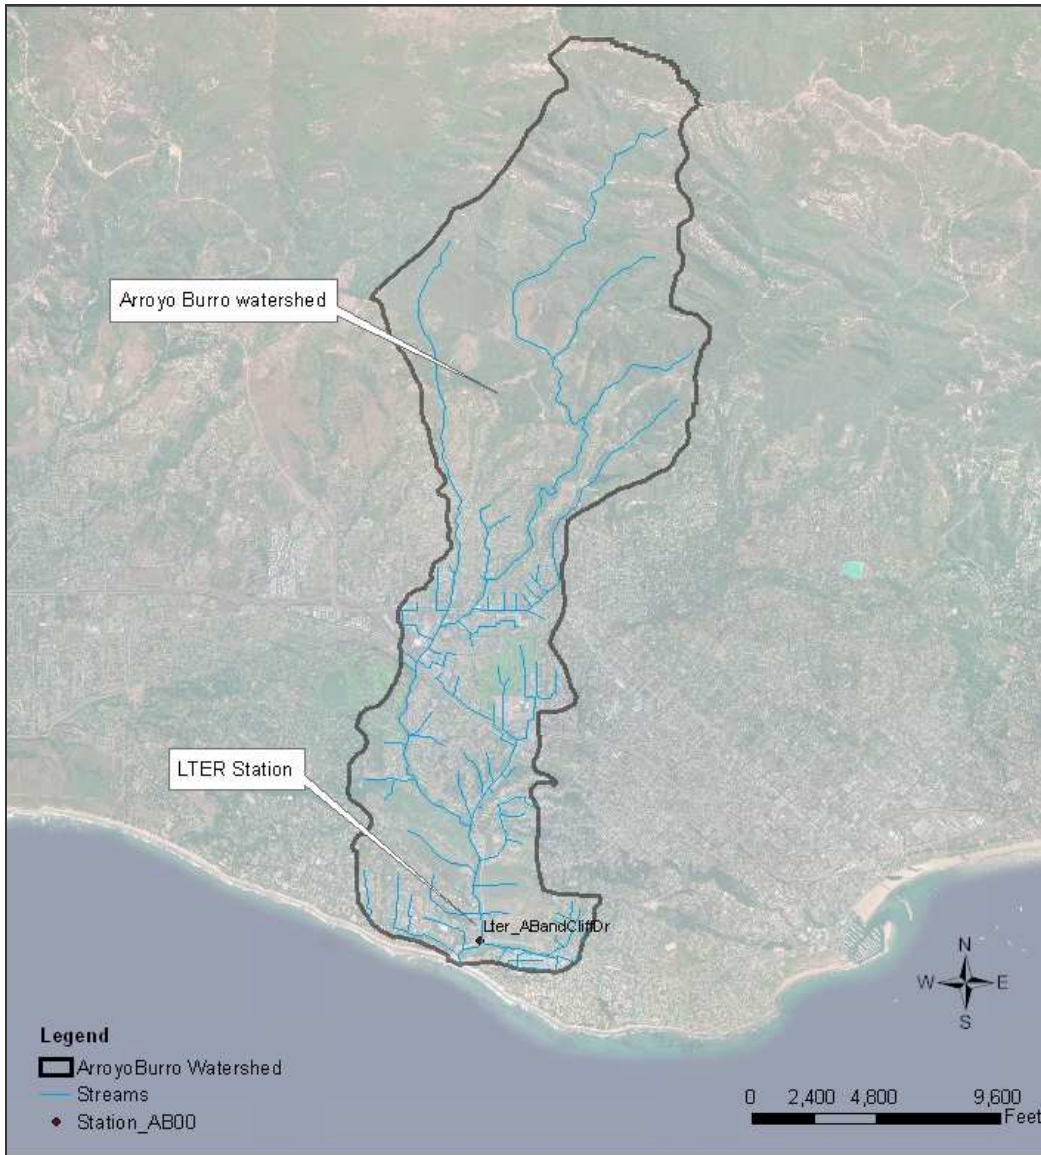 Arroyo Burro watershed
LTER Station
Lter_ABandCliffDr
N
W E
S
Legend
ArroyoBurro Watershed
Streams
Station_AB00
0 2,400 4,800 9,600
Feet